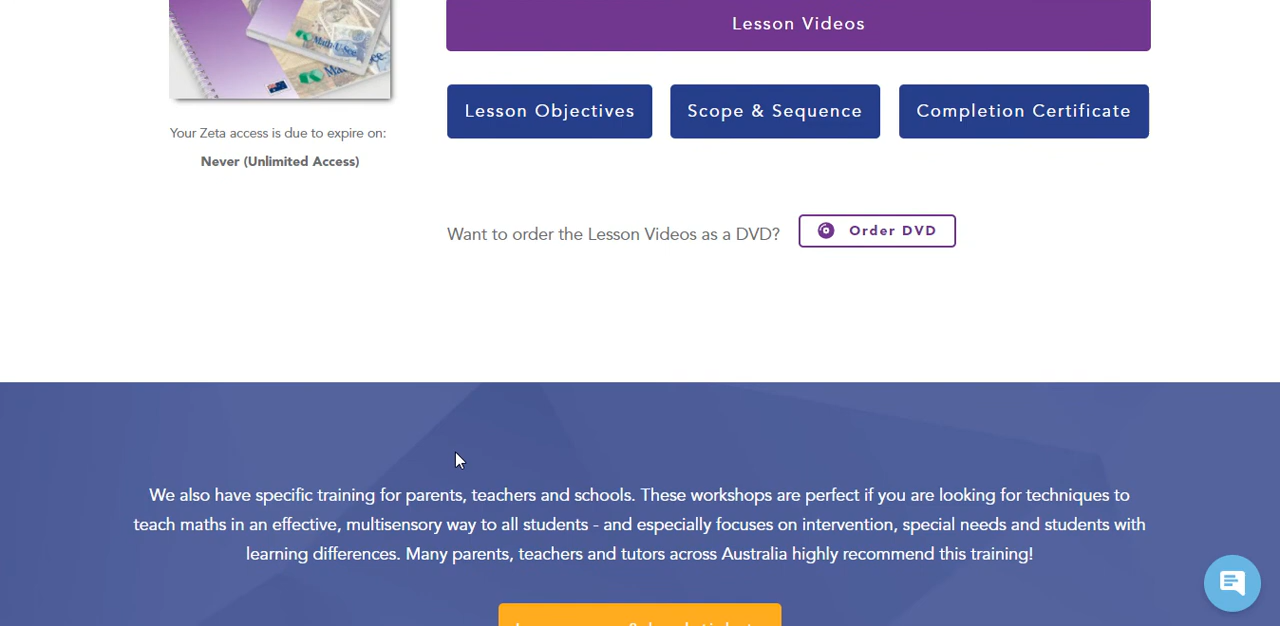 Lesson Videos
Math-U-See
Lesson Objectives
Scope & Sequence
Completion Certificate
Your Zeta access is due to expire on:
Never (Unlimited Access)
Want to order the Lesson Videos as a DVD?
Order DVD
We also have specific training for parents, teachers and schools. These workshops are perfect if you are looking for techniques to
teach maths in an effective, multisensory way to all students - and especially focuses on intervention, special needs and students with
learning differences. Many parents, teachers and tutors across Australia highly recommend this training!